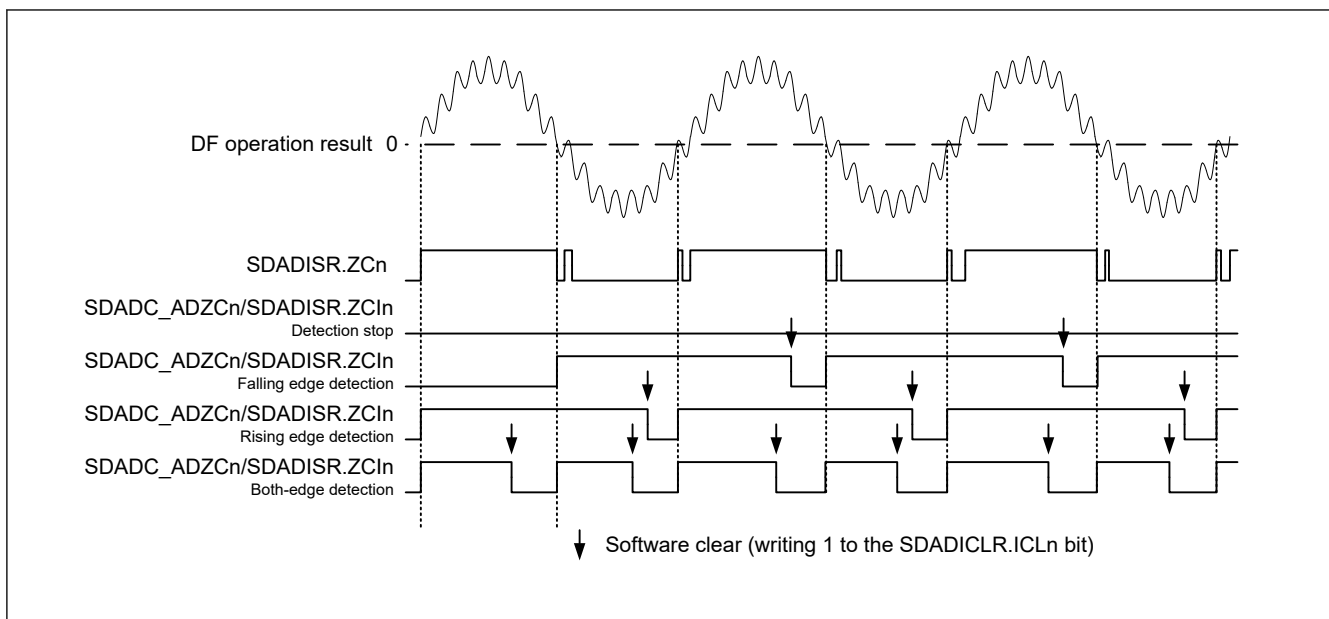 DF operation result 0
SDADISR.ZCn
SDADC_ADZCn/SDADISR.ZCIn
Detection stop
SDADC_ADZCn/SDADISR.ZCIn
Falling edge detection
SDADC_ADZCn/SDADISR.ZCIn
Rising edge detection
SDADC_ADZCn/SDADISR.ZCIn
Both-edge detection
Software clear (writing 1 to the SDADICLR.ICLn bit)